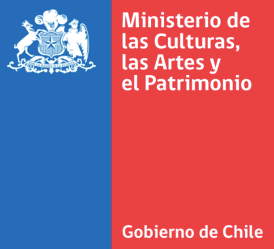 Ministerio de
las Culturas,
las Artes y
el Patrimonio
Gobierno de Chile